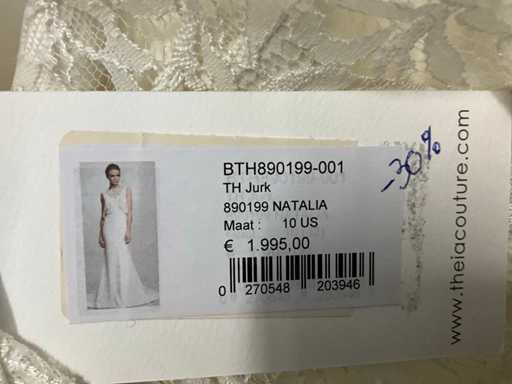 BTH890199-001
TH Jurk
890199 NATALIA
Maat : 10 US
€ 1.995,00
0 270548 203946
-30%
www.theiacouture.com